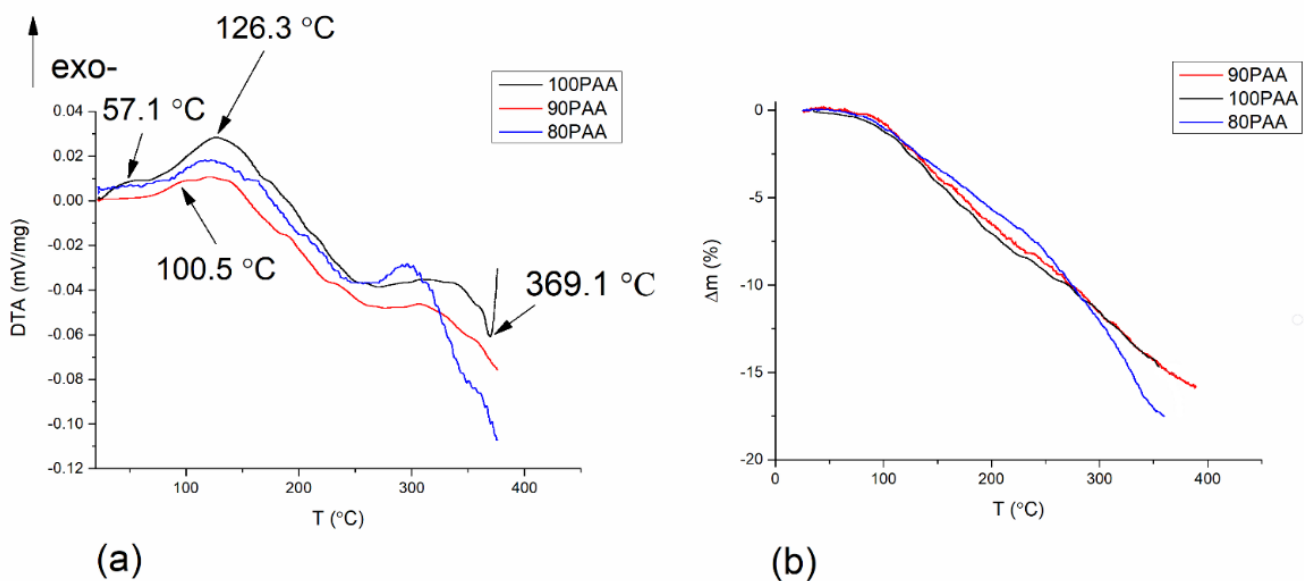 126.3 °C
exo-
57.1 °C
100PAA
90PAA
80PAA
0.04
0.02
0.00
-0.02
-0.04
-0.06
-0.08
-0.10
-0.12
100.5 °C
369.1 °C
DTA (mV/mg)
100
200
300
400
T (°C)
(a)
90PAA
100PAA
80PAA
0
-5
-10
-15
-20
Δm (%)
0
100
200
300
400
T (°C)
(b)